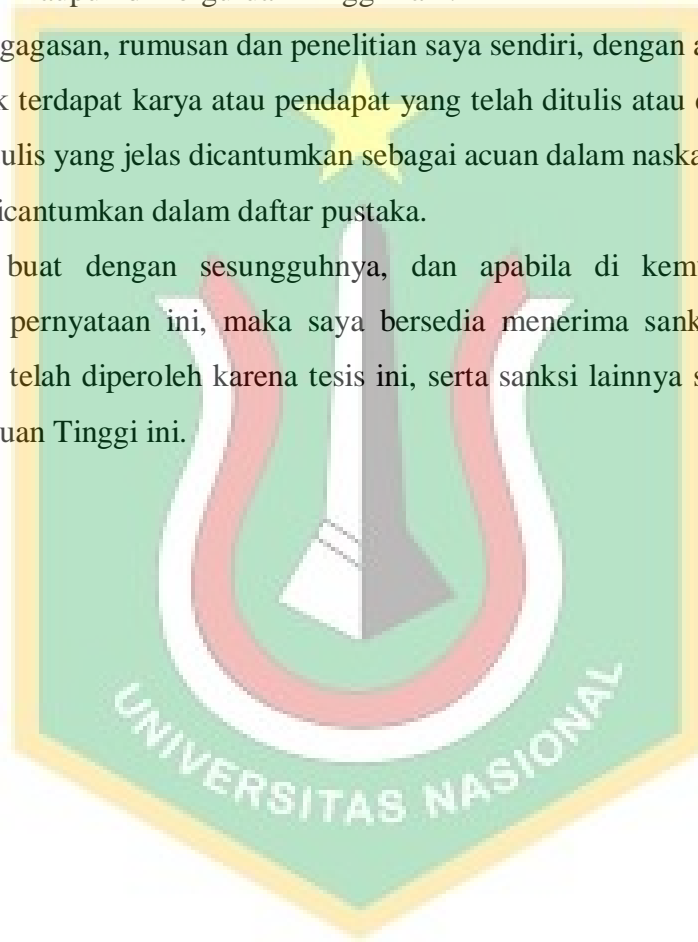 gagasan, rumusan dan penelitian saya sendiri, dengan
terdapat karya atau pendapat yang telah ditulis atau
ulis yang jelas dicantumkan sebagai acuan dalam naska
icantumkan dalam daftar pustaka.
buat dengan sesungguhnya, dan apabila di kem
pernyataan ini, maka saya bersedia menerima sank
telah diperoleh karena tesis ini, serta sanksi lainnya s
uan Tinggi ini.
UNIVERSITAS NASIONAL